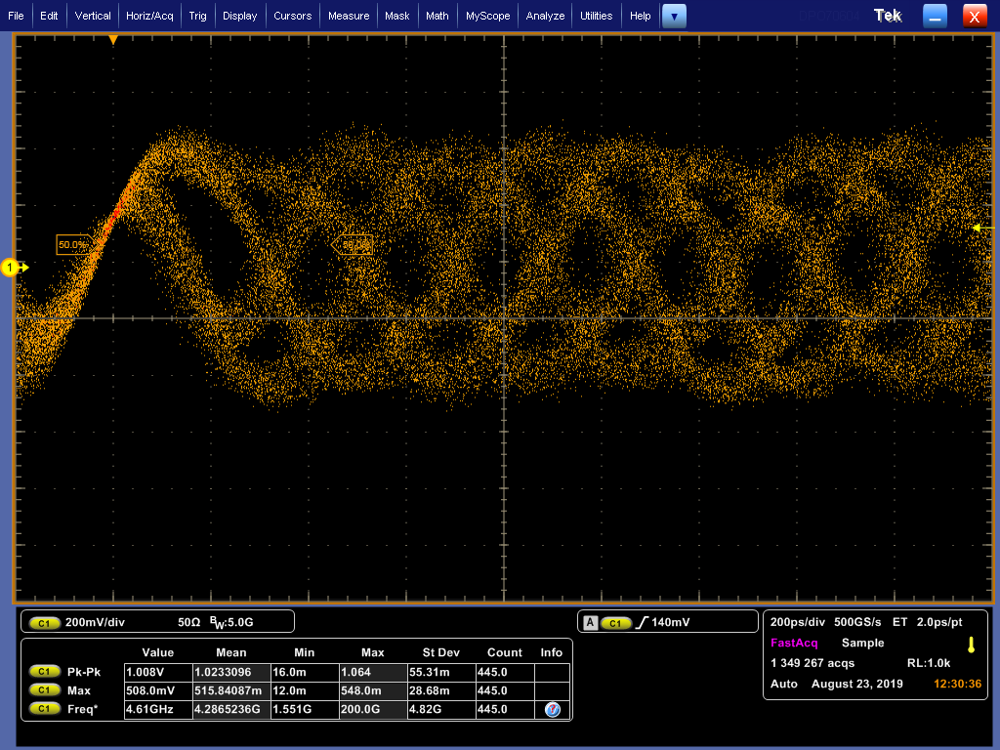 File Edit Vertical Horiz/Acq Trig Display Cursors Measure Mask Math MyScope Analyze Utilities Help Tek X
50.0%
1
C1 200mV/div 50Ω BW:5.0G
A C1 140mV
200ps/div 500GS/s ET 2.0ps/pt
FastAcq Sample
1 349 267 acqs RL:1.0k
Auto August 23, 2019 12:30:36
Value Mean Min Max St Dev Count Info
C1 Pk-Pk 1.008V 1.0233096 16.0m 1.064 55.31m 445.0
C1 Max 508.0mV 515.84087m 12.0m 548.0m 28.68m 445.0
C1 Freq* 4.61GHz 4.2865236G 1.551G 200.0G 4.82G 445.0